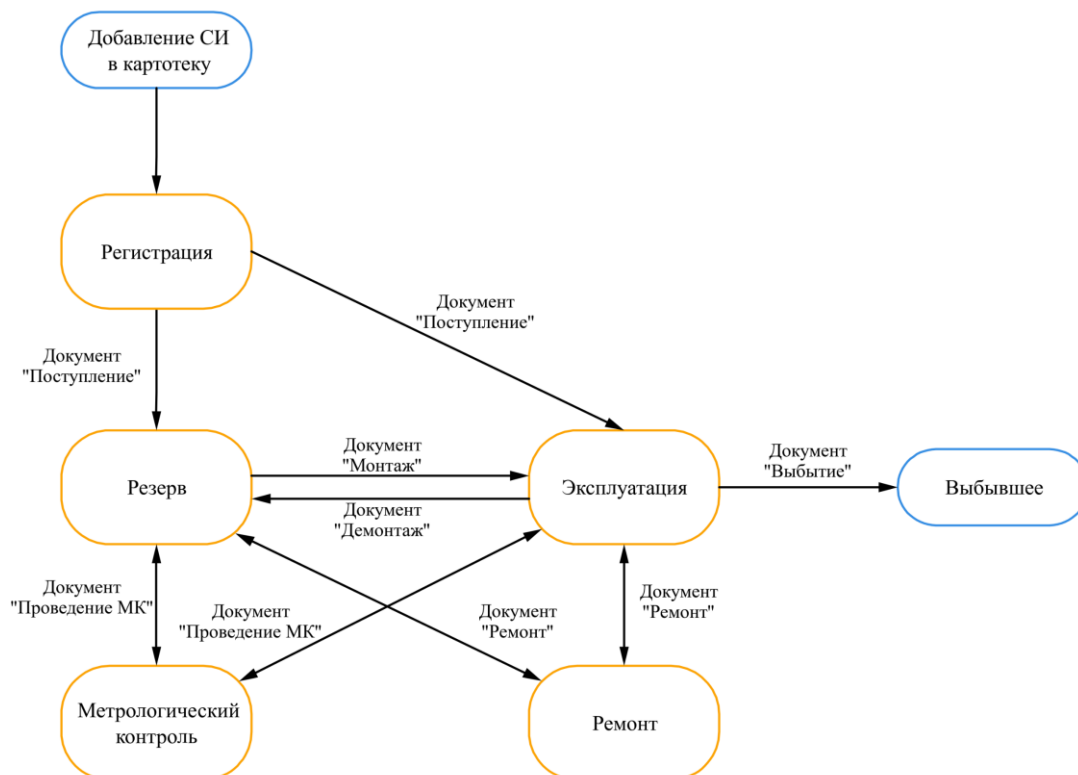 Добавление СИ
в картотеку
Регистрация
Документ
"Поступление"
Документ
"Поступление"
Резерв
Документ
"Монтаж"
Документ
"Демонтаж"
Эксплуатация
Документ
"Выбытие"
Выбывшее
Документ
"Проведение МК"
Документ
"Проведение МК"
Документ
"Ремонт"
Документ
"Ремонт"
Метрологический
контроль
Ремонт